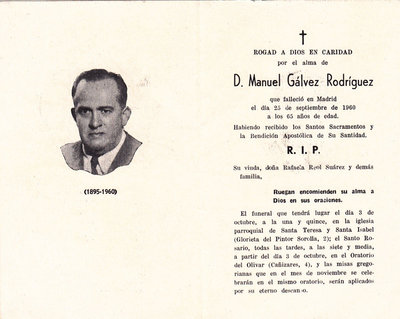 (1895-1960)
ROGAD A DIOS EN CARIDAD
por el alma de
D. Manuel Gálvez Rodríguez
que falleció en Madrid
el día 25 de septiembre de 1960
a los 65 años de edad.
Habiendo recibido los Santos Sacramentos y
la Bendición Apostólica de Su Santidad.
R. I. P.
Su viuda, doña Rafaela Reol Suárez y demás
familia,
Ruegan encomienden su alma a
Dios en sus oraciones.
El funeral que tendrá lugar el día 3 de
octubre, a la una y quince, en la iglesia
parroquial de Santa Teresa y Santa Isabel
(Glorieta del Pintor Sorolla, 2); el Santo Ro-
sario, todas las tardes, a las siete y media,
a partir del día 3 de octubre, en el Oratorio
del Olivar (Cañizares, 4), y las misas grego-
rianas que en el mes de noviembre se cele-
brarán en el mismo oratorio, serán aplicados
por su eterno descanso.